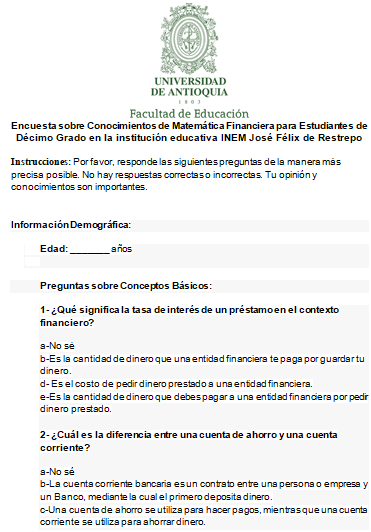 UNIVERSIDAD
DE ANTIOQUIA
1803
Facultad de Educación
Encuesta sobre Conocimientos de Matemática Financiera para Estudiantes de
Décimo Grado en la institución educativa INEM José Félix de Restrepo
Instrucciones: Por favor, responde las siguientes preguntas de la manera más
precisa posible. No hay respuestas correctas o incorrectas. Tu opinión y
conocimientos son importantes.
Información Demográfica:
Edad: _______ años
Preguntas sobre Conceptos Básicos:
1- ¿Qué significa la tasa de interés de un préstamo en el contexto
financiero?
a-No sé
b-Es la cantidad de dinero que una entidad financiera te paga por guardar tu
dinero.
d- Es el costo de pedir dinero prestado a una entidad financiera.
e-Es la cantidad de dinero que debes pagar a una entidad financiera por pedir
dinero prestado.
2- ¿Cuál es la diferencia entre una cuenta de ahorro y una cuenta
corriente?
a-No sé
b-La cuenta corriente bancaria es un contrato entre una persona o empresa y
un Banco, mediante la cual el primero deposita dinero.
c-Una cuenta de ahorro se utiliza para hacer pagos, mientras que una cuenta
corriente se utiliza para ahorrar dinero.